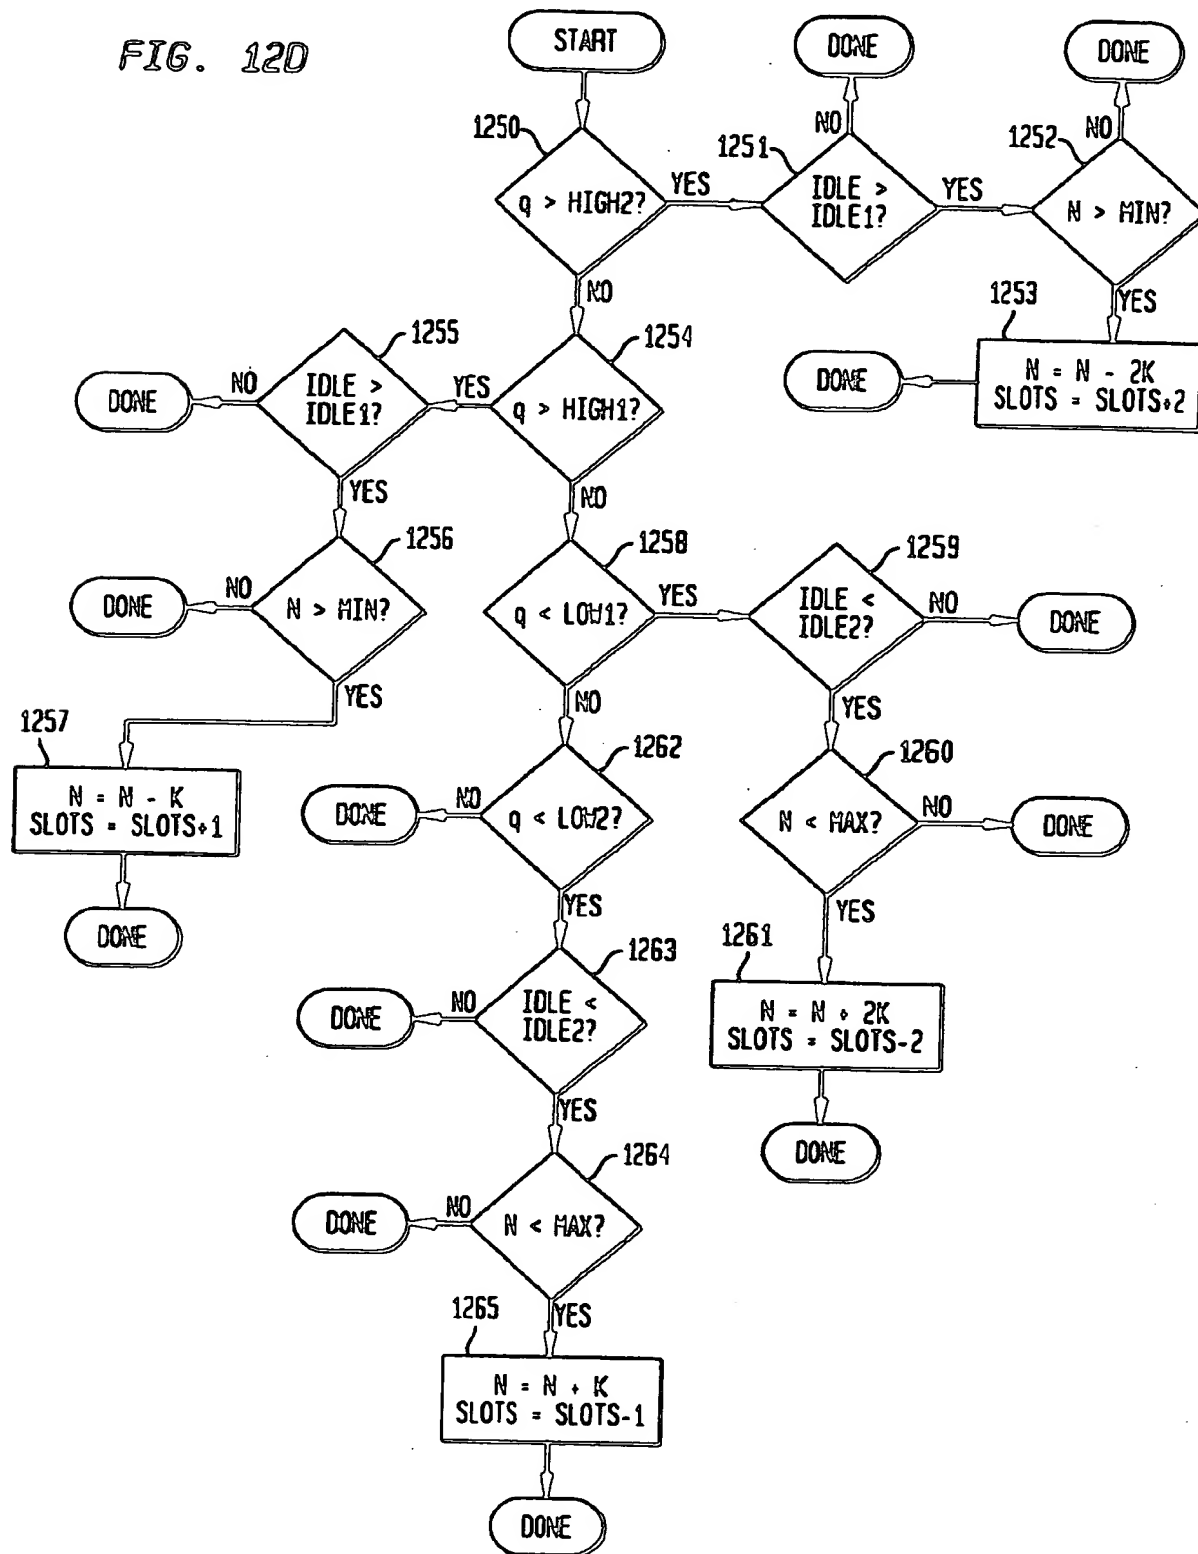 FIG. 12D
START
DONE
DONE
1250
1251
1252
NO
NO
q > HIGH2?
YES
IDLE >
IDLE1?
YES
N > MIN?
NO
YES
1253
1255
1254
N = N - 2K
SLOTS = SLOTS+2
DONE
DONE
NO
IDLE >
IDLE1?
YES
q > HIGH1?
YES
NO
1256
1258
1259
DONE
NO
N > MIN?
q < LOW1?
YES
IDLE <
IDLE2?
NO
DONE
YES
NO
YES
1257
1262
1260
N = N - K
SLOTS = SLOTS+1
DONE
NO
q < LOW2?
N < MAX?
NO
DONE
YES
YES
DONE
1263
1261
DONE
NO
IDLE <
IDLE2?
N = N + 2K
SLOTS = SLOTS-2
YES
1264
DONE
DONE
NO
N < MAX?
YES
1265
N = N + K
SLOTS = SLOTS-1
DONE